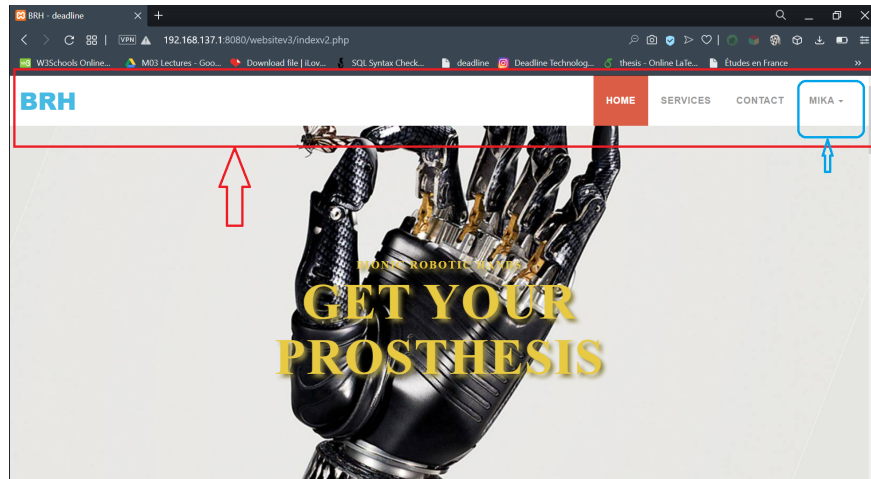 BRH - deadline
VPN
192.168.137.1:8080/websitev3/indexv2.php
W3Schools Online... M03 Lectures - Goo... Download file | iLov... SQL Syntax Check... deadline Deadline Technolog... thesis - Online LaTe... Études en France »
BRH HOME SERVICES CONTACT MIKA
BIONIC ROBOTIC HANDS
GET YOUR
PROSTHESIS